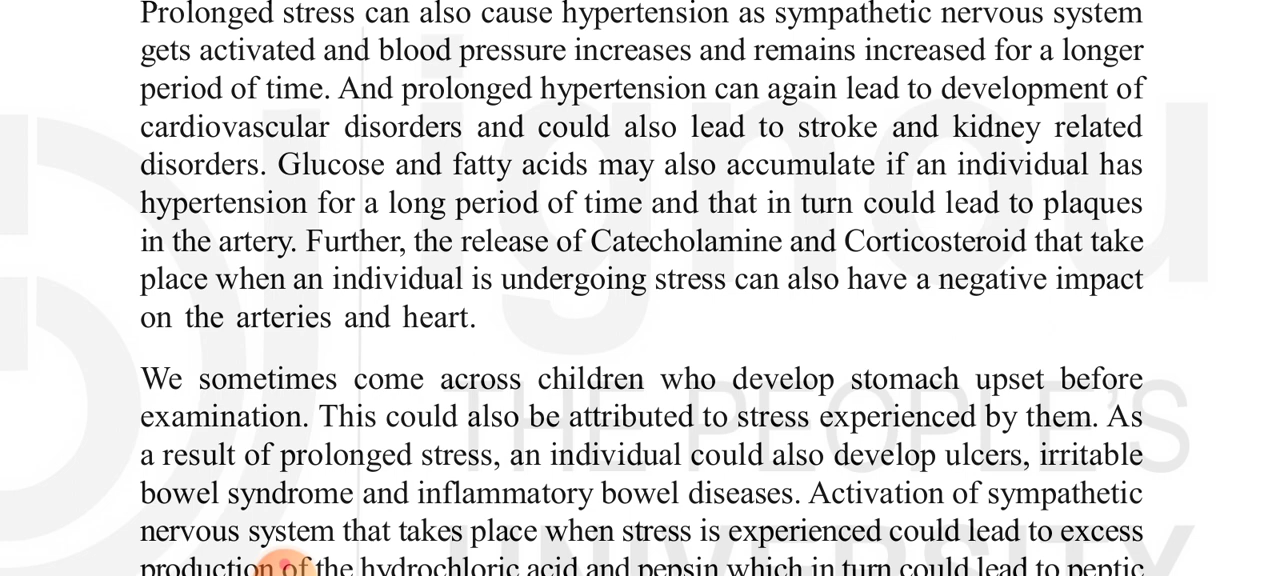 Prolonged stress can also cause hypertension as sympathetic nervous system
gets activated and blood pressure increases and remains increased for a longer
period of time. And prolonged hypertension can again lead to development of
cardiovascular disorders and could also lead to stroke and kidney related
disorders. Glucose and fatty acids may also accumulate if an individual has
hypertension for a long period of time and that in turn could lead to plaques
in the artery. Further, the release of Catecholamine and Corticosteroid that take
place when an individual is undergoing stress can also have a negative impact
on the arteries and heart.
We sometimes come across children who develop stomach upset before
examination. This could also be attributed to stress experienced by them. As
a result of prolonged stress, an individual could also develop ulcers, irritable
bowel syndrome and inflammatory bowel diseases. Activation of sympathetic
nervous system that takes place when stress is experienced could lead to excess
production of the hydrochloric acid and pepsin which in turn could lead to peptic
ignou
THE PEOPLE'S
UNIVERSITY